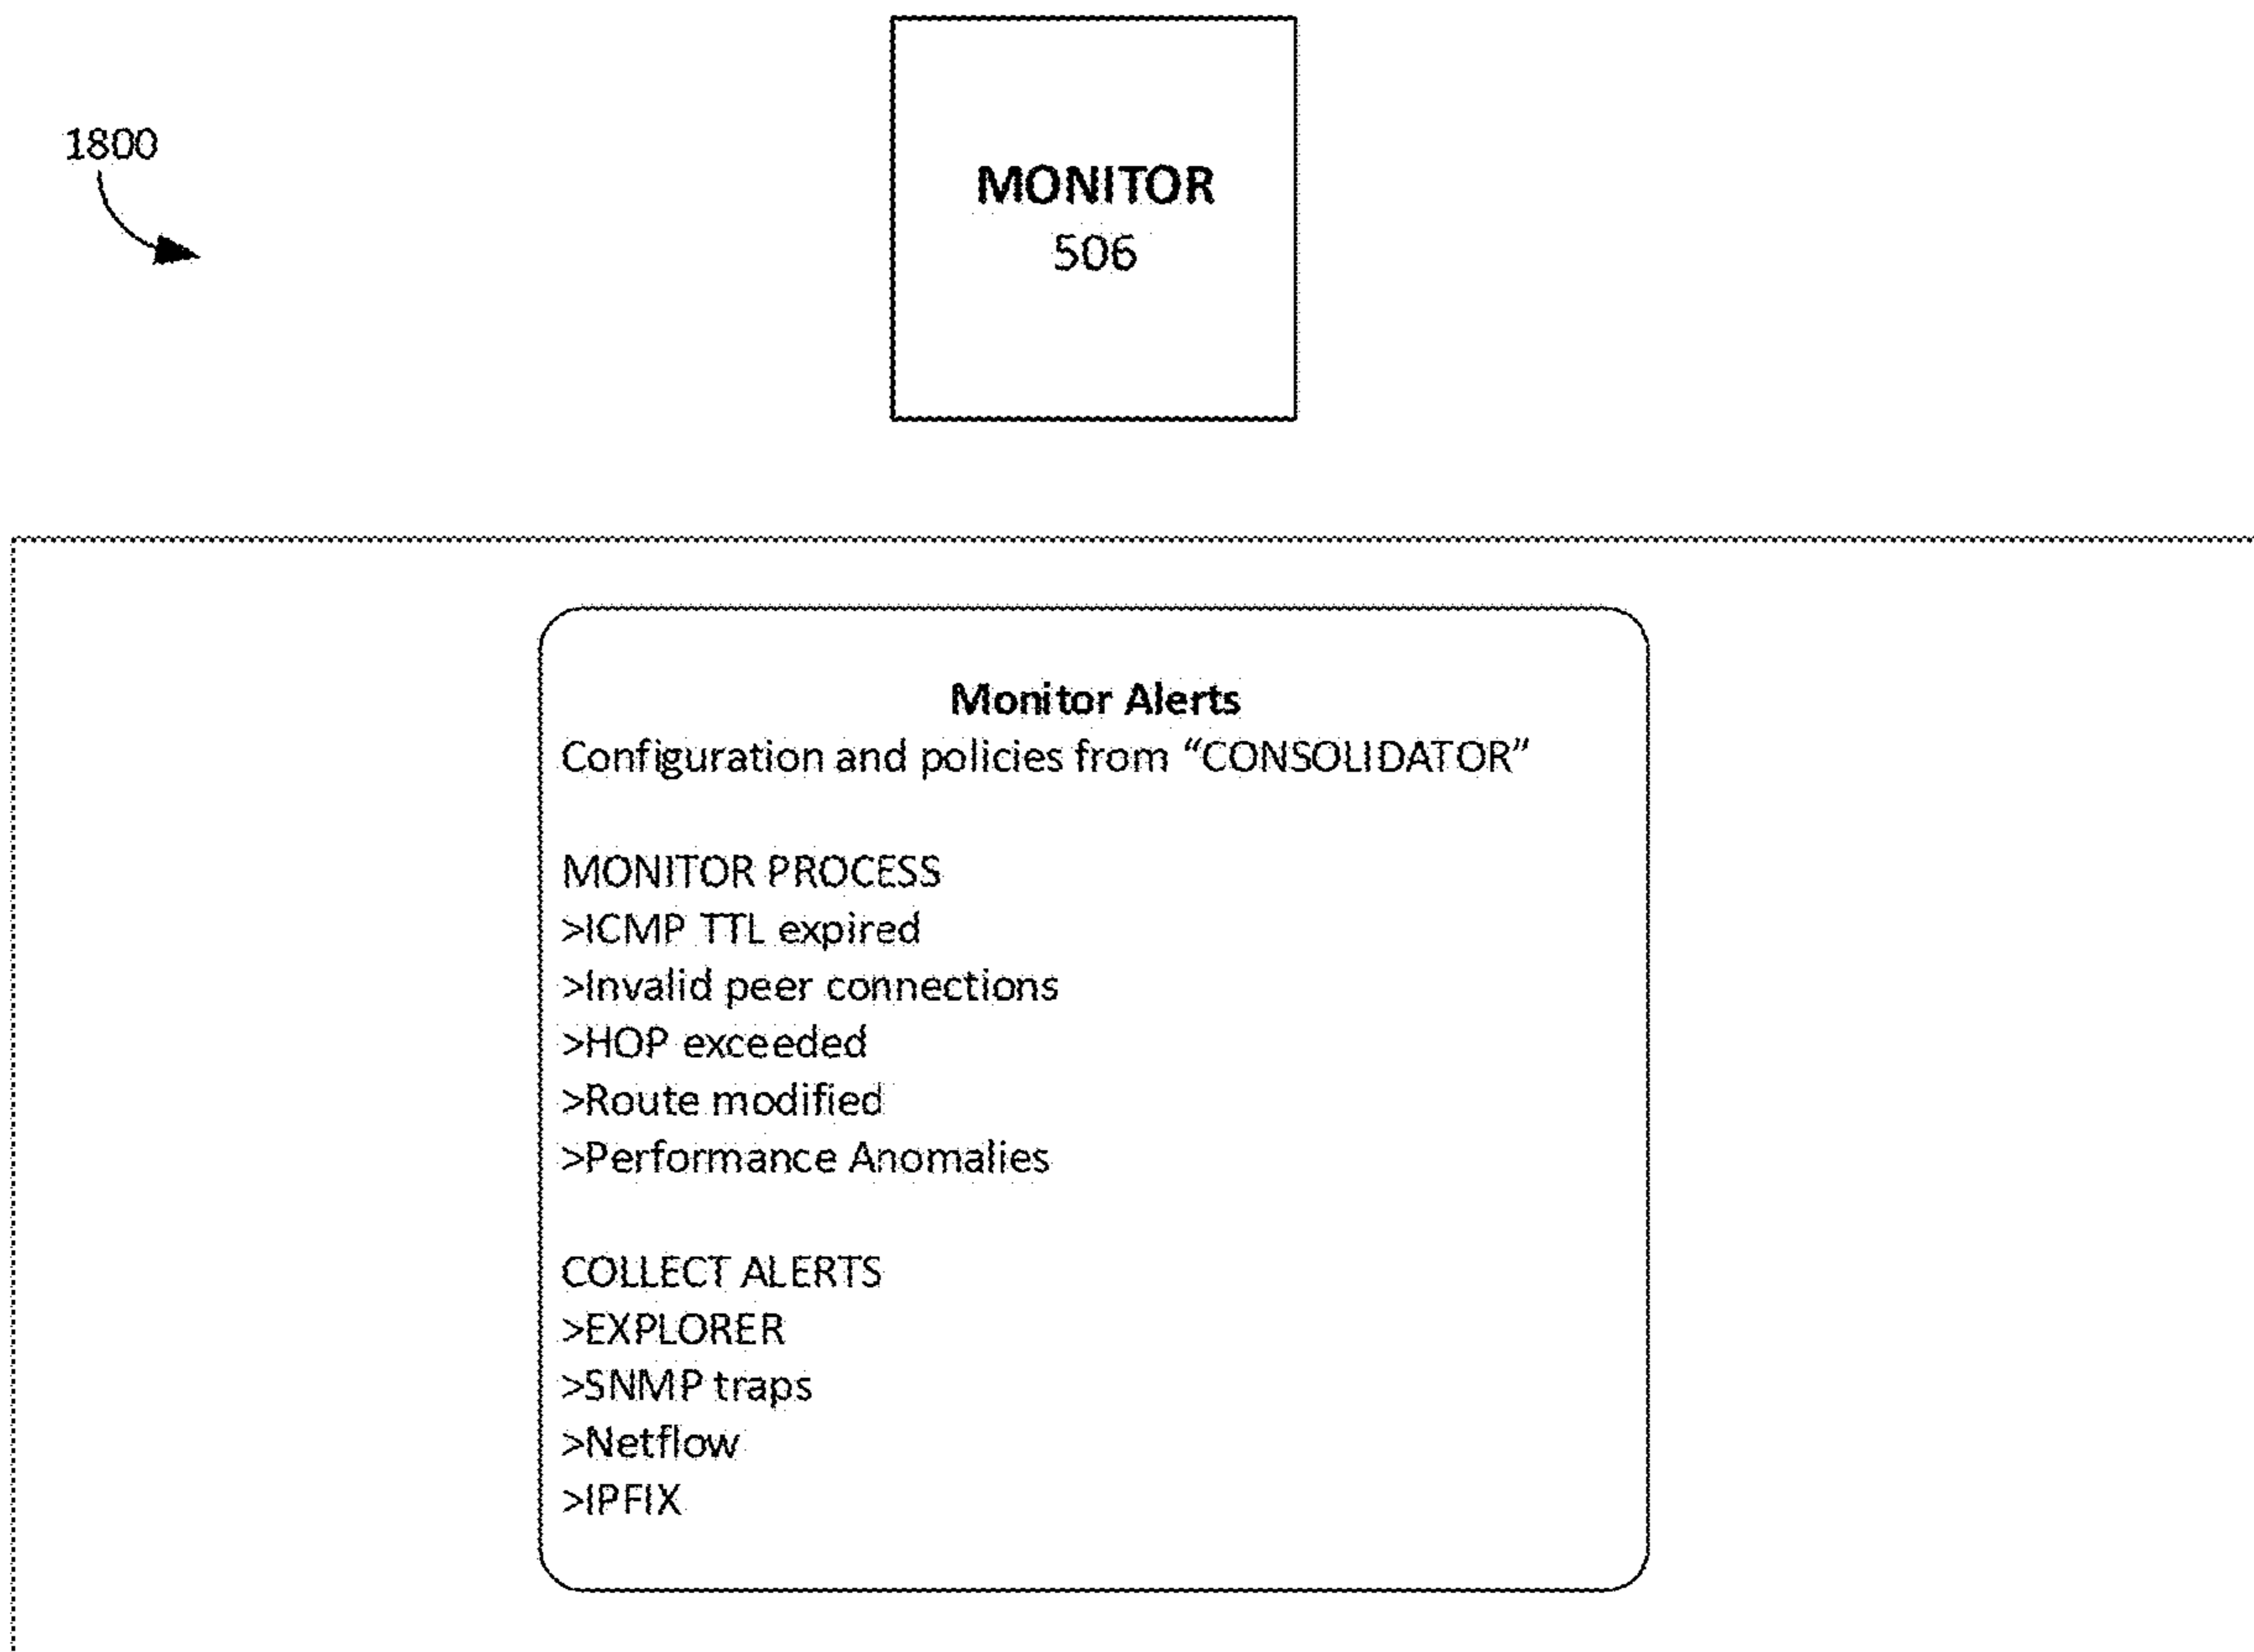 1800
MONITOR
506
Monitor Alerts
Configuration and policies from “CONSOLIDATOR”
MONITOR PROCESS
>ICMP TTL expired
>Invalid peer connections
>HOP exceeded
>Route modified
>Performance Anomalies
COLLECT ALERTS
>EXPLORER
>SNMP traps
>Netflow
>IPFIX